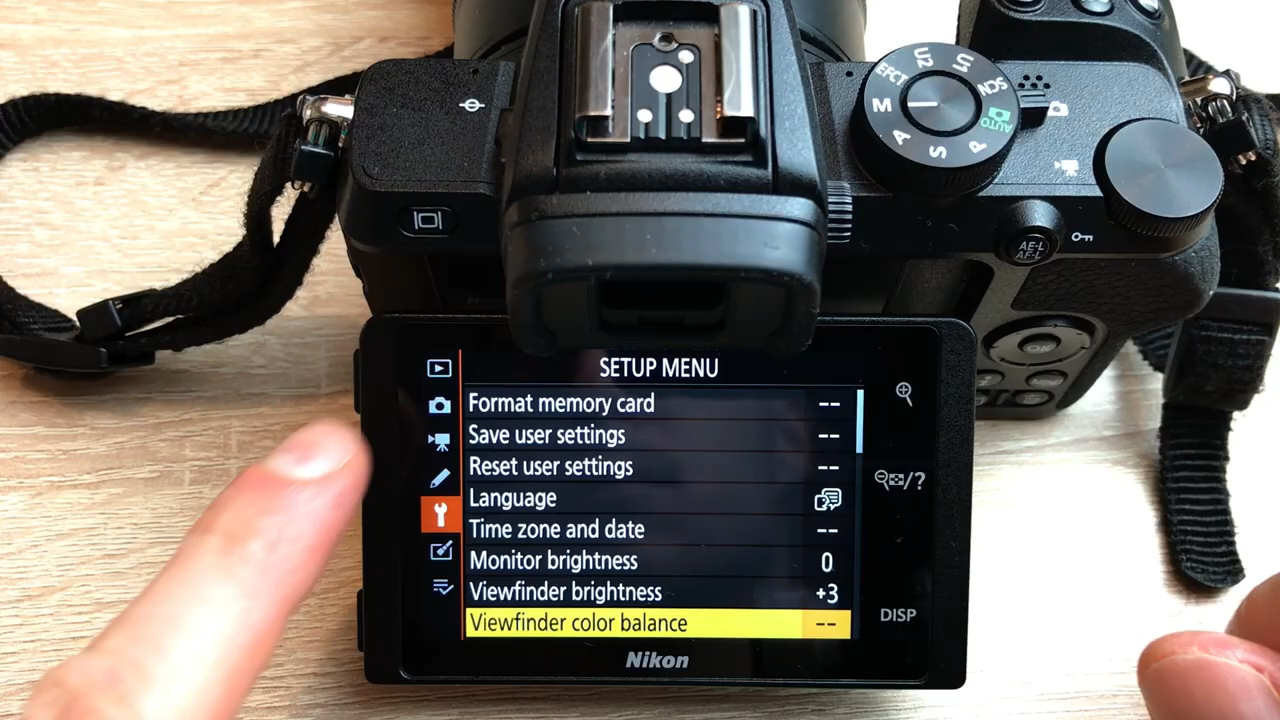 U2
U1
EFCT
SCN
M
AUTO
A
S
P
AE-L
AF-L
OK
SETUP MENU
Format memory card --
Save user settings --
Reset user settings --
Language
Time zone and date --
Monitor brightness 0
Viewfinder brightness +3
Viewfinder color balance --
/?
DISP
Nikon